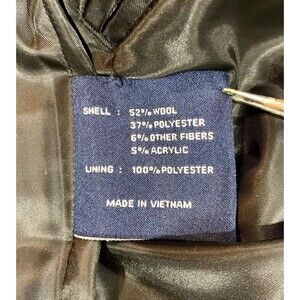 SHELL : 52% WOOL
37% POLYESTER
6% OTHER FIBERS
5% ACRYLIC
LINING : 100% POLYESTER
MADE IN VIETNAM